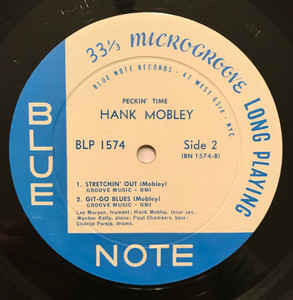 33⅓ MICROGROOVE LONG PLAYING
BLUE NOTE RECORDS • 47 WEST 63rd • NYC
PECKIN' TIME
HANK MOBLEY
BLP 1574
Side 2
(BN 1574-B)
1. STRETCHIN' OUT (Mobley)
GROOVE MUSIC - BMI
2. GIT-GO BLUES (Mobley)
GROOVE MUSIC - BMI
Lee Morgan, trumpet; Hank Mobley, tenor sax;
Wynton Kelly, piano; Paul Chambers, bass;
Charlie Persip, drums.
BLUE
NOTE